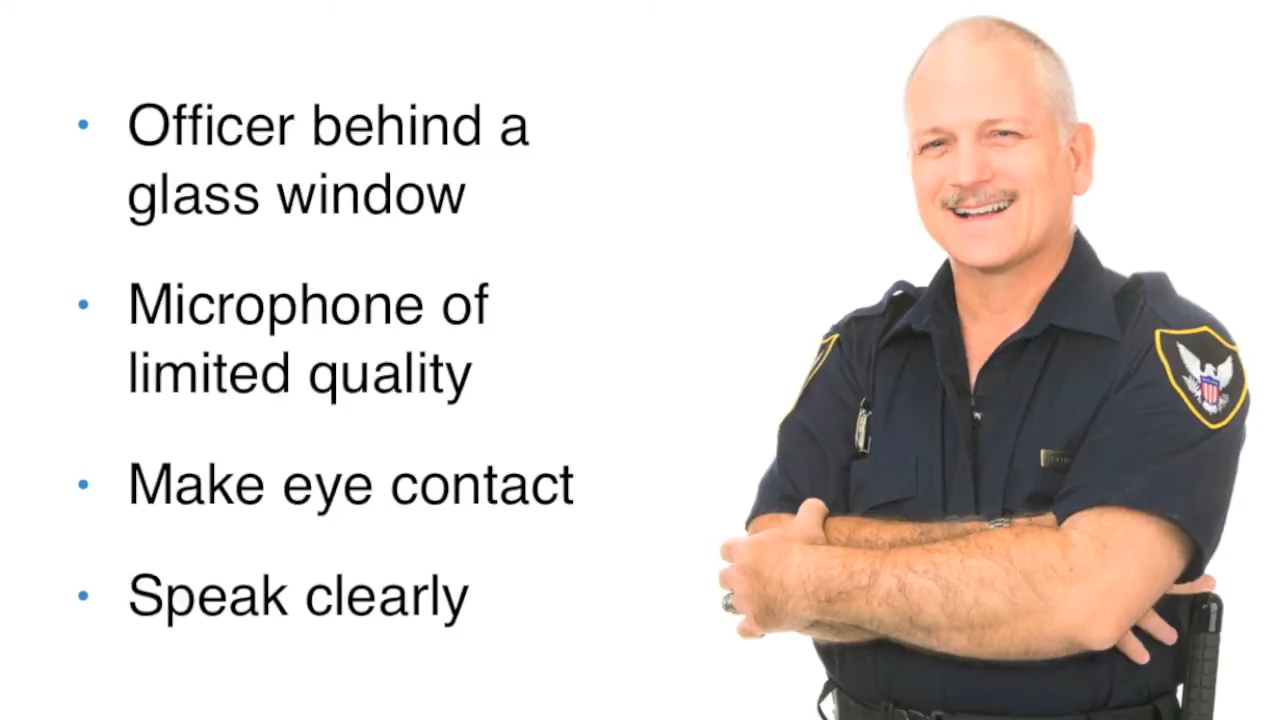 • Officer behind a
glass window
• Microphone of
limited quality
• Make eye contact
• Speak clearly